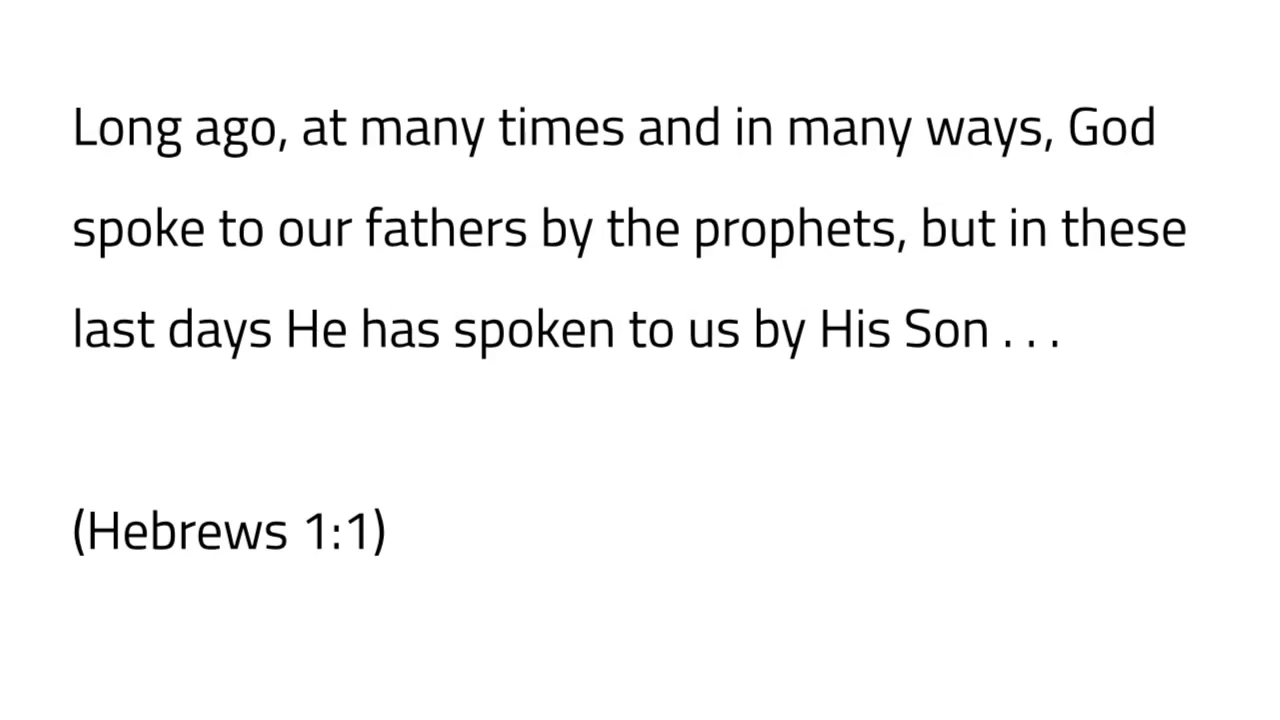 Long ago, at many times and in many ways, God
spoke to our fathers by the prophets, but in these
last days He has spoken to us by His Son . . .
(Hebrews 1:1)